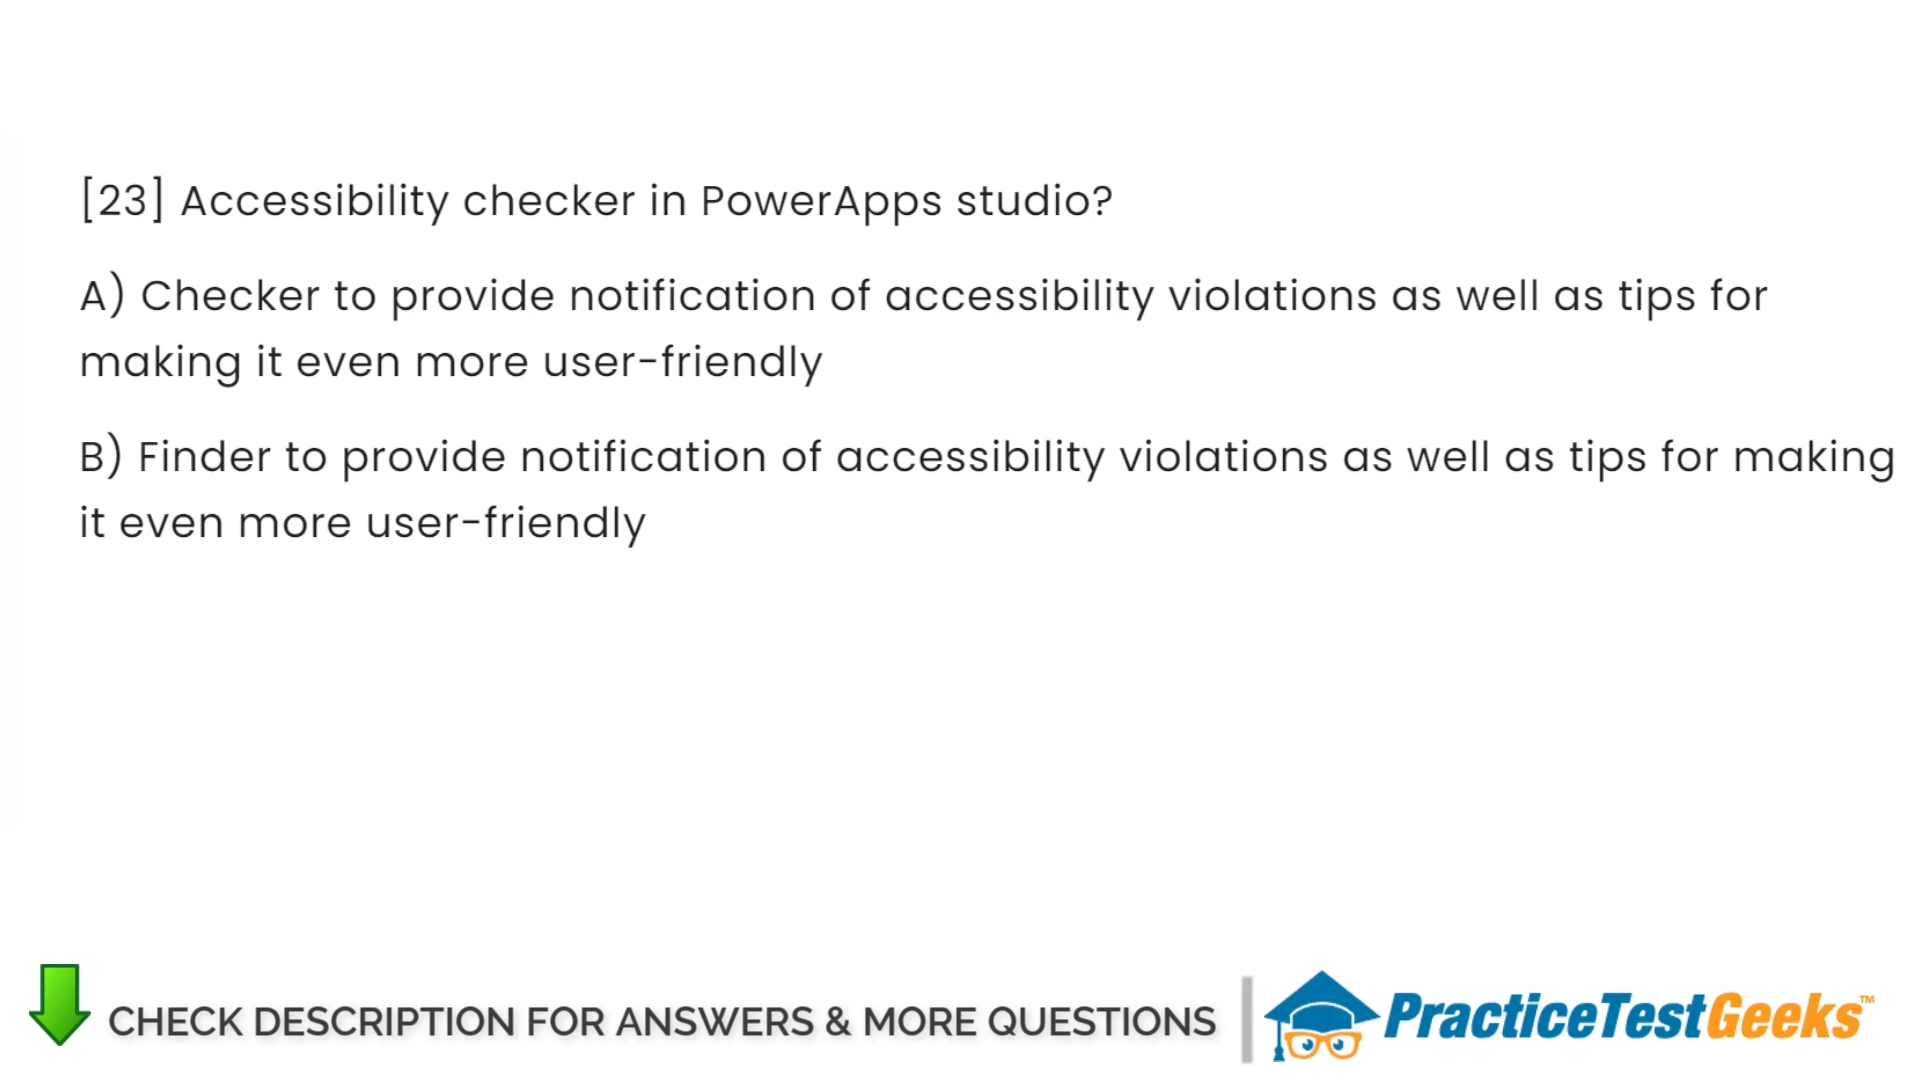 [23] Accessibility checker in PowerApps studio?
A) Checker to provide notification of accessibility violations as well as tips for
making it even more user-friendly
B) Finder to provide notification of accessibility violations as well as tips for making
it even more user-friendly
CHECK DESCRIPTION FOR ANSWERS & MORE QUESTIONS
PracticeTestGeeks™